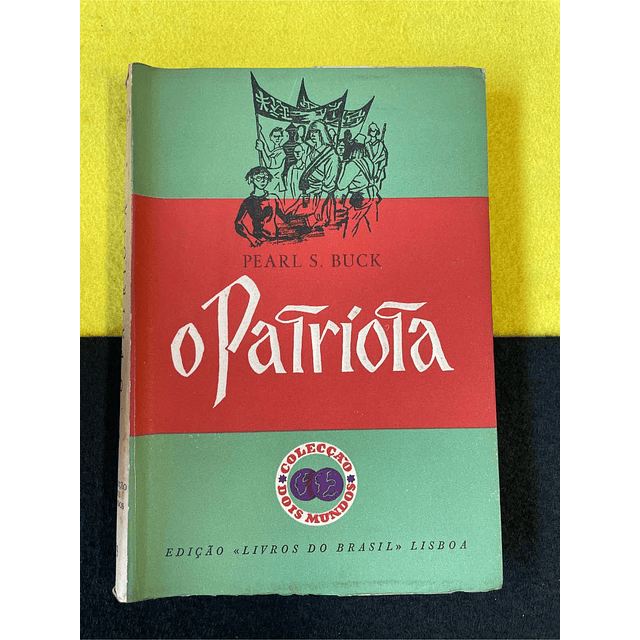 PEARL S. BUCK
o Patriota
COLECÇÃO
DOIS MUNDOS
EDIÇÃO «LIVROS DO BRASIL» LISBOA